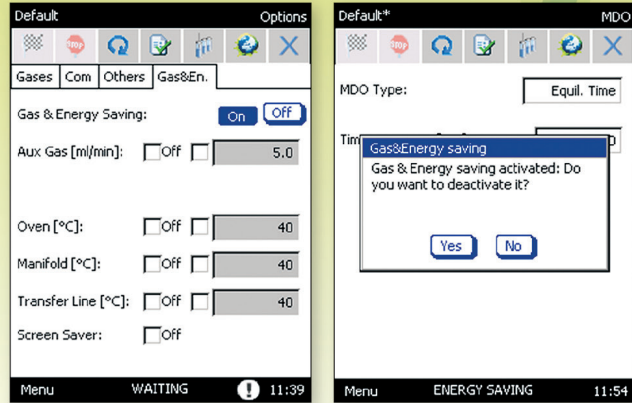 Default Options
STOP
Gases Com Others Gas&En.
Gas & Energy Saving: On Off
Aux Gas [ml/min]: Off 5.0
Oven [°C]: Off 40
Manifold [°C]: Off 40
Transfer Line [°C]: Off 40
Screen Saver: Off
Menu WAITING ! 11:39
Default* MDO
STOP
MDO Type: Equil. Time
Gas&Energy saving
Gas & Energy saving activated: Do
you want to deactivate it?
Yes No
Menu ENERGY SAVING 11:54